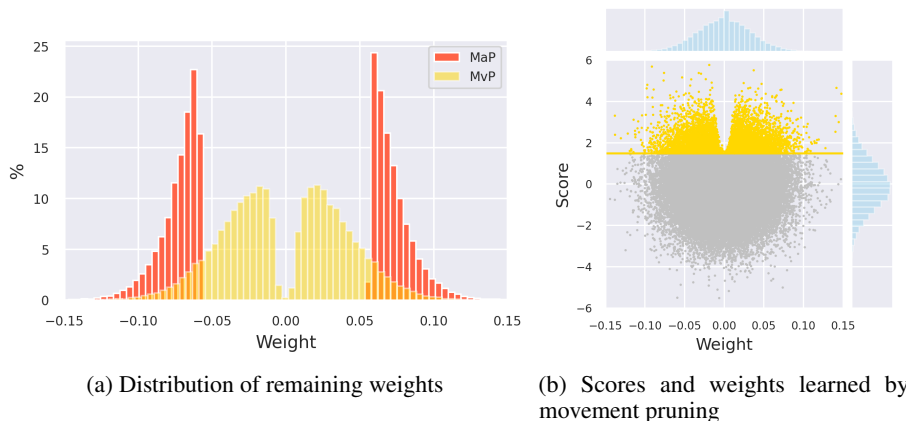 25
20
15
10
5
0
%
−0.15 −0.10 −0.05 0.00 0.05 0.10 0.15
Weight
MaP
MvP
(a) Distribution of remaining weights
6
4
2
0
−2
−4
−6
Score
−0.15 −0.10 −0.05 0.00 0.05 0.10 0.15
Weight
(b) Scores and weights learned by
movement pruning